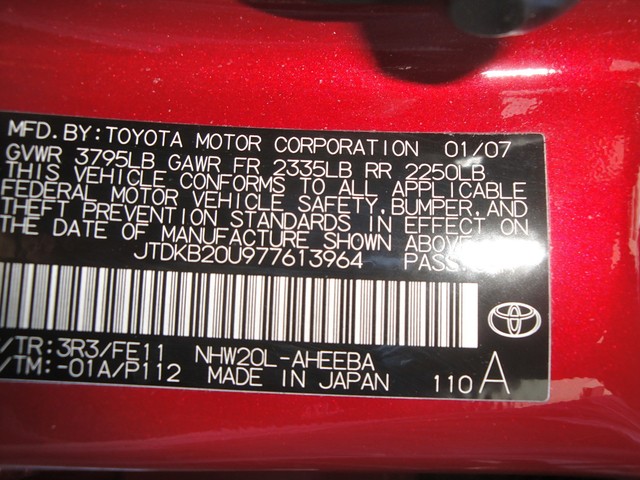 MFD.BY:TOYOTA MOTOR CORPORATION 01/07
GVWR 3795LB GAWR FR 2335LB RR 2250LB
THIS VEHICLE CONFORMS TO ALL APPLICABLE
FEDERAL MOTOR VEHICLE SAFETY, BUMPER, AND
THEFT PREVENTION STANDARDS IN EFFECT ON
THE DATE OF MANUFACTURE SHOWN ABOVE.
JTDKB20U977613964 PASS.
/TR:3R3/FE11 NHW20L-AHEEBA
/TM:-01A/P112 MADE IN JAPAN 110 A